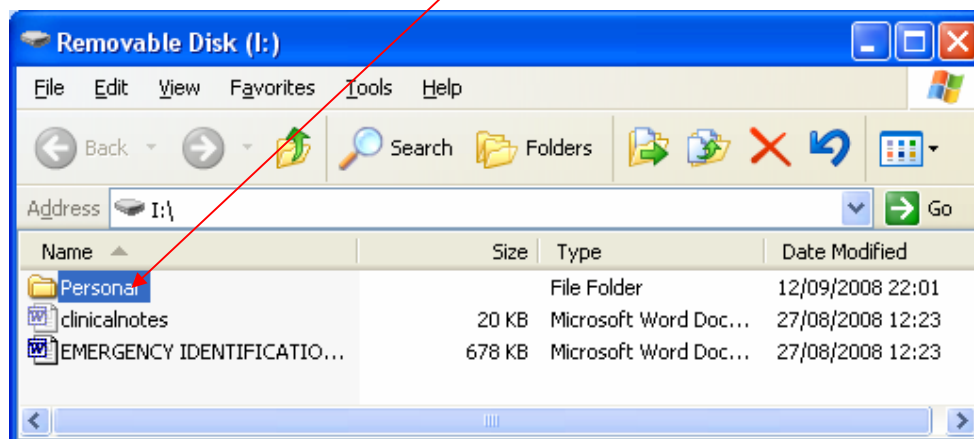 Removable Disk (I:)
File Edit View Favorites Tools Help
Back Search Folders
Address I:\ Go
Name Size Type Date Modified
Personal File Folder 12/09/2008 22:01
clinicalnotes 20 KB Microsoft Word Doc... 27/08/2008 12:23
EMERGENCY IDENTIFICATIO... 678 KB Microsoft Word Doc... 27/08/2008 12:23